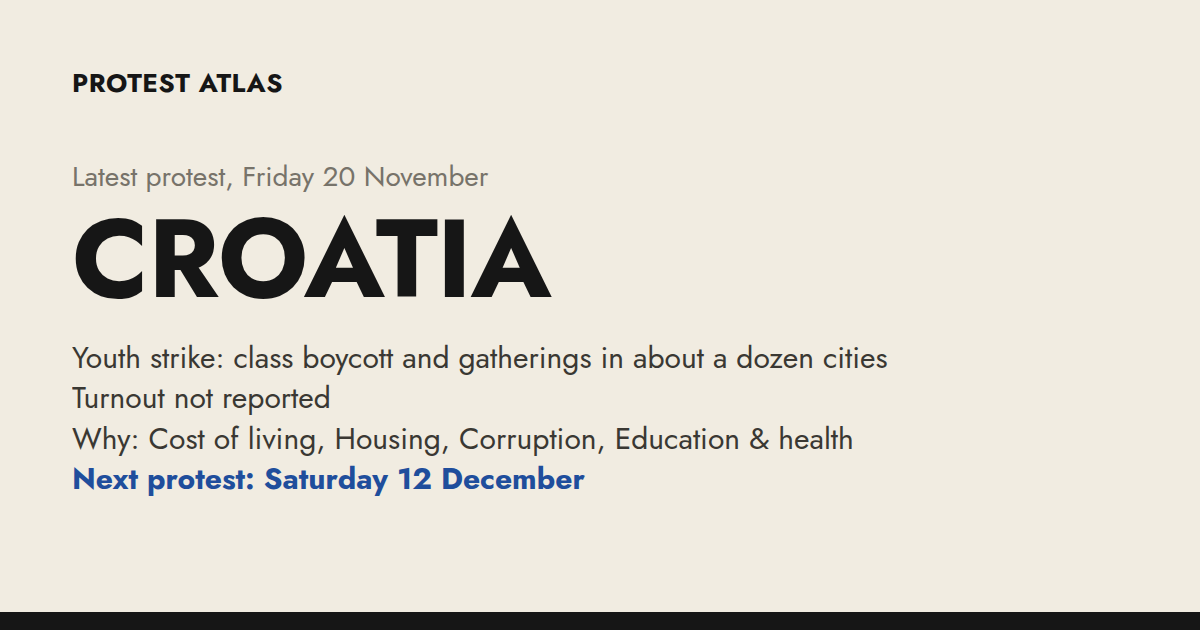 PROTEST ATLAS
Latest protest, Friday 20 November
CROATIA
Youth strike: class boycott and gatherings in about a dozen cities
Turnout not reported
Why: Cost of living, Housing, Corruption, Education & health
Next protest: Saturday 12 December